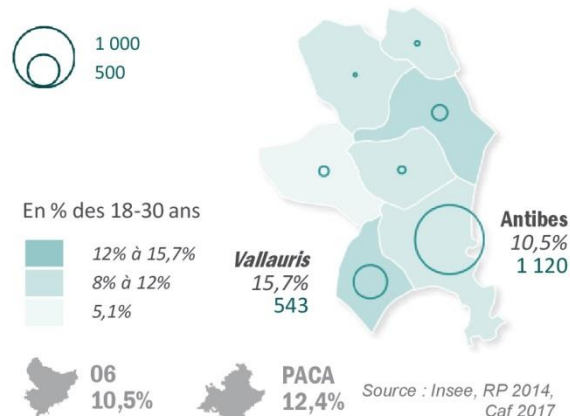 1 000
500
En % des 18-30 ans
12% à 15,7%
8% à 12%
5,1%
Antibes
10,5%
1 120
Vallauris
15,7%
543
06
10,5%
PACA
12,4%
Source : Insee, RP 2014,
Caf 2017